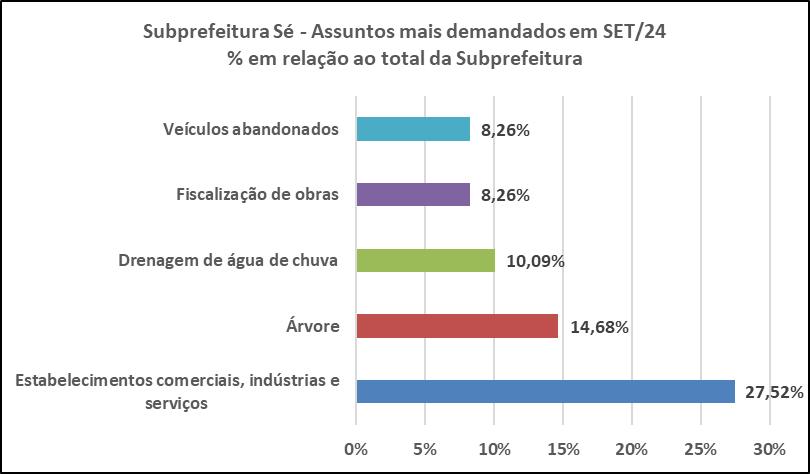 Subprefeitura Sé - Assuntos mais demandados em SET/24
% em relação ao total da Subprefeitura
Veículos abandonados
8,26%
Fiscalização de obras
8,26%
Drenagem de água de chuva
10,09%
Árvore
14,68%
Estabelecimentos comerciais, indústrias e
serviços
27,52%
0% 5% 10% 15% 20% 25% 30%